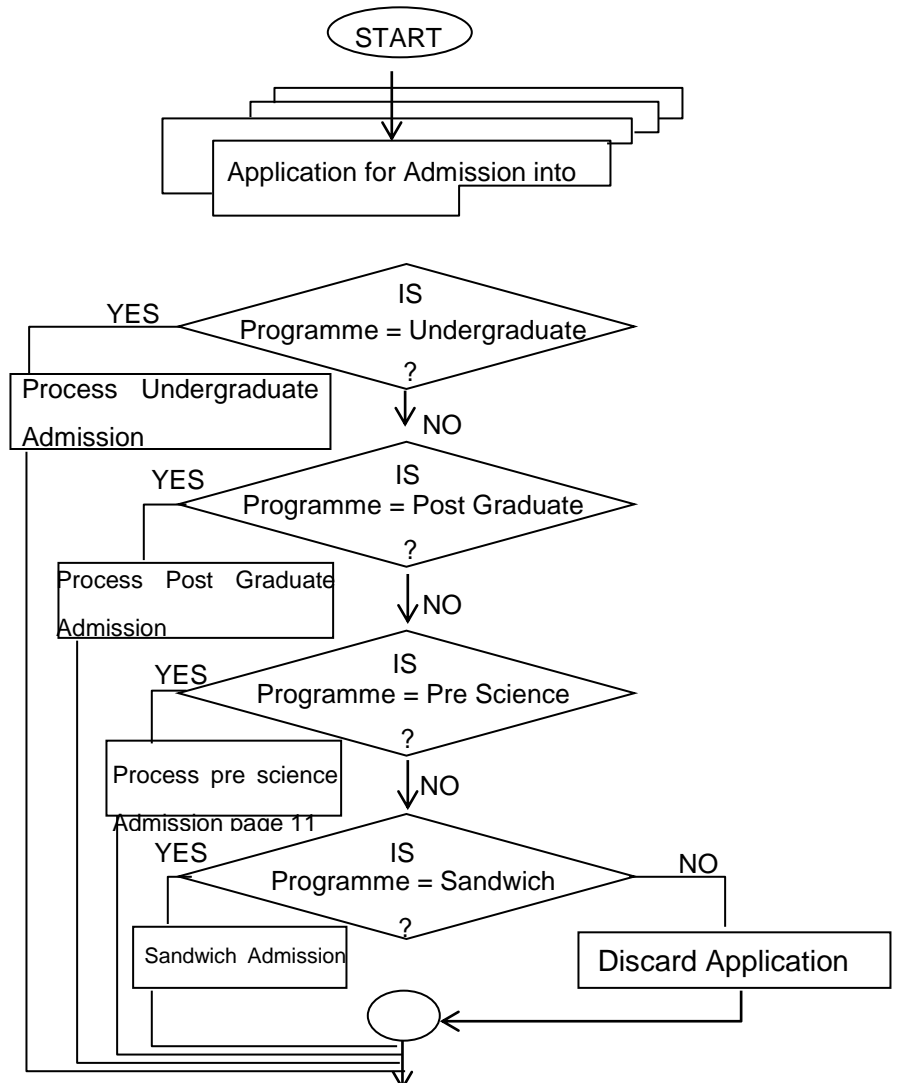 START
Application for Admission into
IS
YES
Programme = Undergraduate
?
Process Undergraduate
Admission
NO
IS
YES
Programme = Post Graduate
?
Process Post Graduate
Admission
NO
IS
YES
Programme = Pre Science
?
Process pre science
Admission page 11
NO
YES
IS
NO
Programme = Sandwich
?
Sandwich Admission
Discard Application